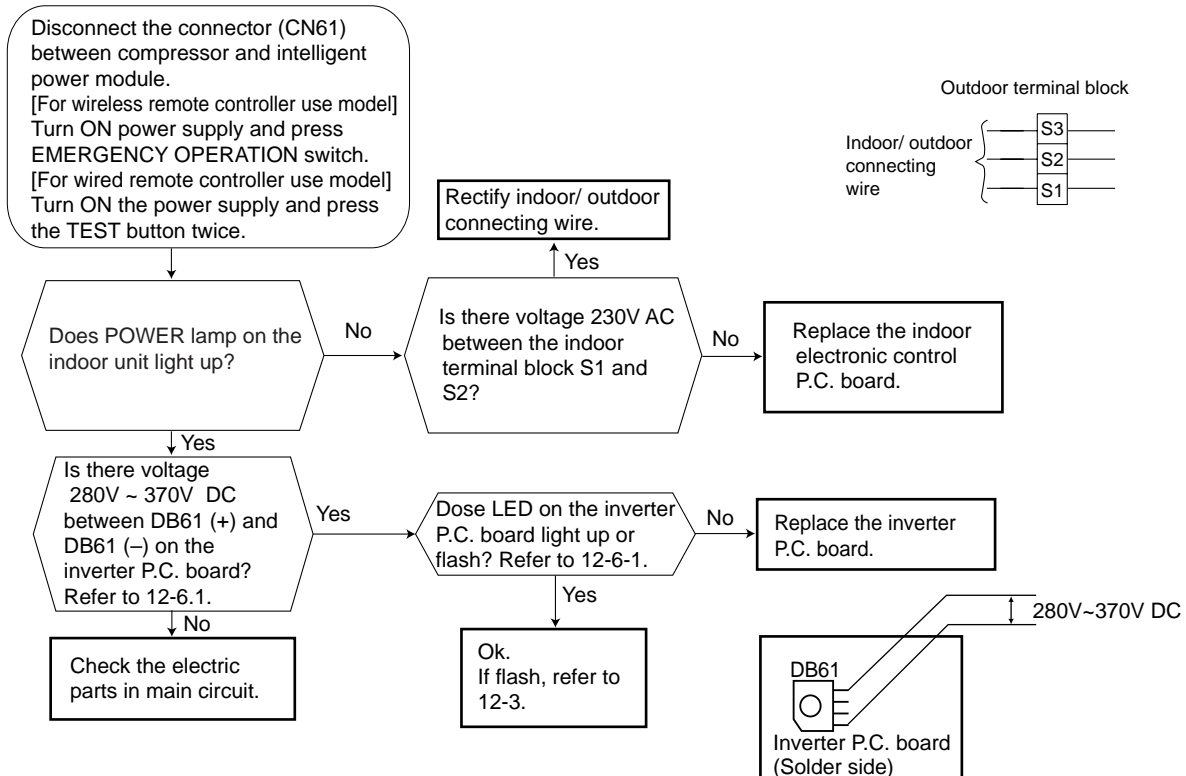 Disconnect the connector (CN61)
between compressor and intelligent
power module.
[For wireless remote controller use model]
Turn ON power supply and press
EMERGENCY OPERATION switch.
[For wired remote controller use model]
Turn ON the power supply and press
the TEST button twice.
Outdoor terminal block
Indoor/ outdoor
connecting
wire
S3
S2
S1
Rectify indoor/ outdoor
connecting wire.
Yes
Does POWER lamp on the
indoor unit light up?
No
Is there voltage 230V AC
between the indoor
terminal block S1 and
S2?
No
Replace the indoor
electronic control
P.C. board.
Yes
Is there voltage
280V ~ 370V DC
between DB61 (+) and
DB61 (–) on the
inverter P.C. board?
Refer to 12-6.1.
Yes
Dose LED on the inverter
P.C. board light up or
flash? Refer to 12-6-1.
No
Replace the inverter
P.C. board.
No
Check the electric
parts in main circuit.
Yes
Ok.
If flash, refer to
12-3.
280V~370V DC
DB61
Inverter P.C. board
(Solder side)